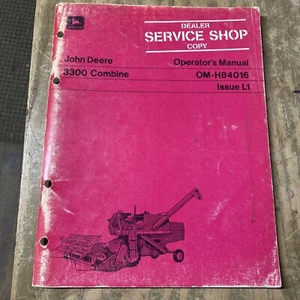 DEALER
SERVICE SHOP
COPY
John Deere
Operator's Manual
3300 Combine
OM-H84016
Issue L1